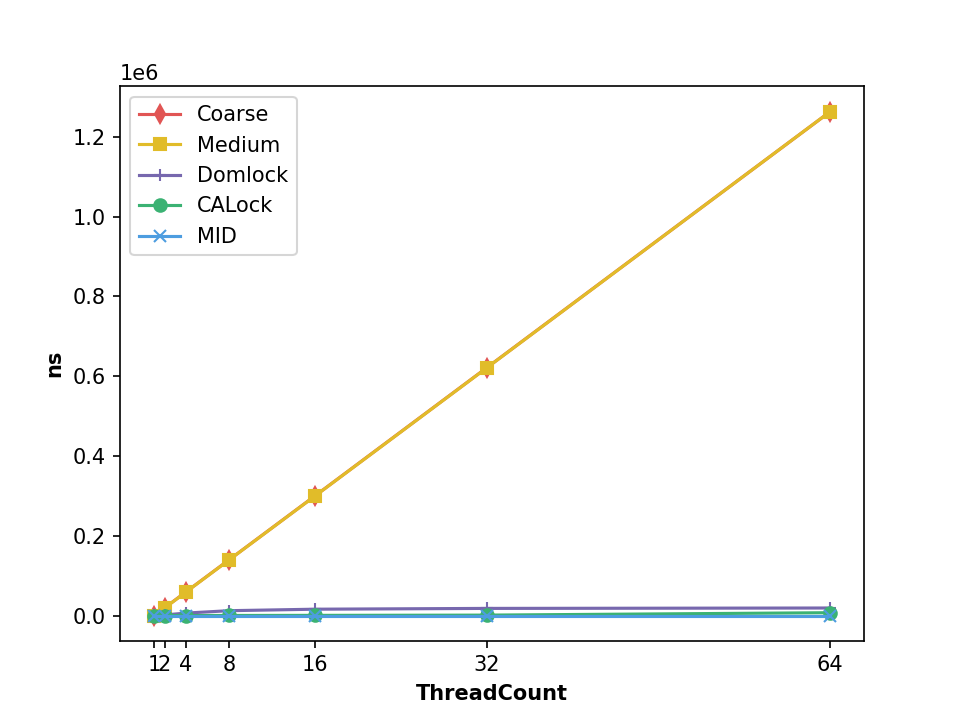 1e6
Coarse
Medium
Domlock
CALock
MID
1.2
1.0
0.8
0.6
0.4
0.2
0.0
ns
1 2 4 8 16 32 64
ThreadCount